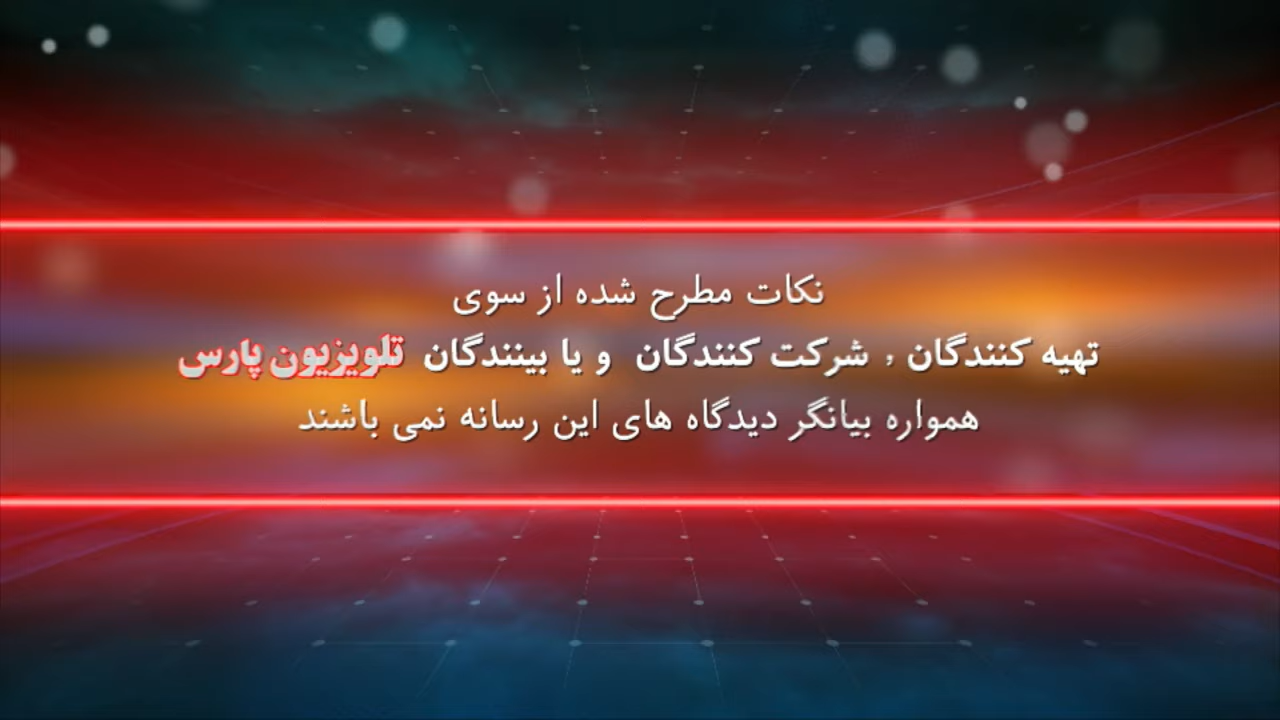 نکات مطرح شده از سوی
تهیه کنندگان , شرکت کنندگان و یا بینندگان تلویزیون پارس
همواره بیانگر دیدگاه های این رسانه نمی باشند